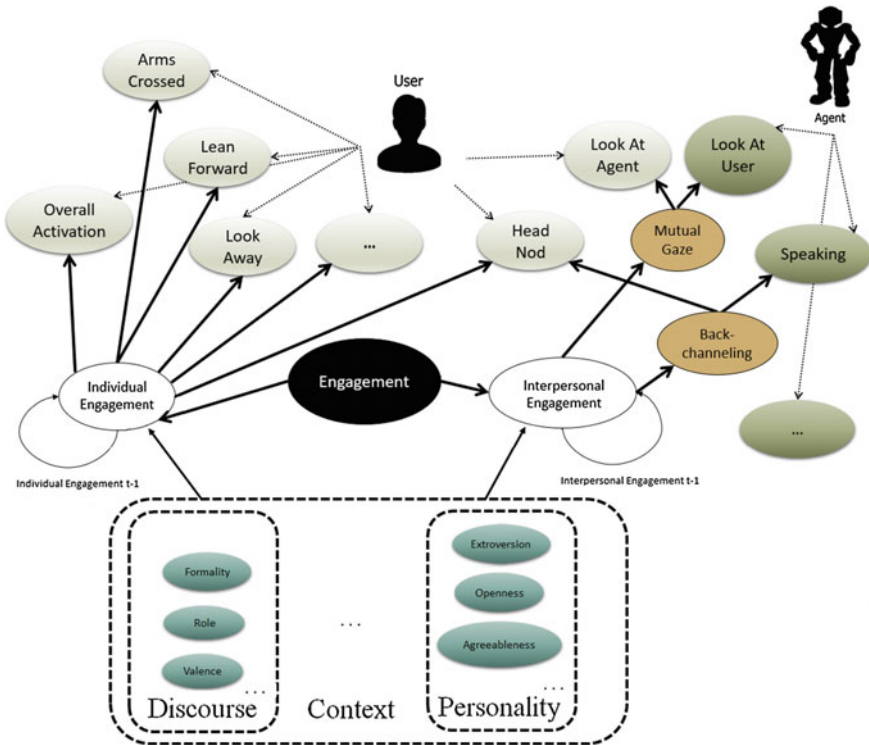 Arms
Crossed
User
Agent
Lean
Forward
Look At
Agent
Look At
User
Overall
Activation
Look
Away
...
Head
Nod
Mutual
Gaze
Speaking
Back-
channeling
Individual
Engagement
Engagement
Interpersonal
Engagement
...
Individual Engagement t-1
Interpersonal Engagement t-1
Extroversion
Formality
Openness
Role
...
Agreeableness
Valence
...
...
Discourse
Context
Personality